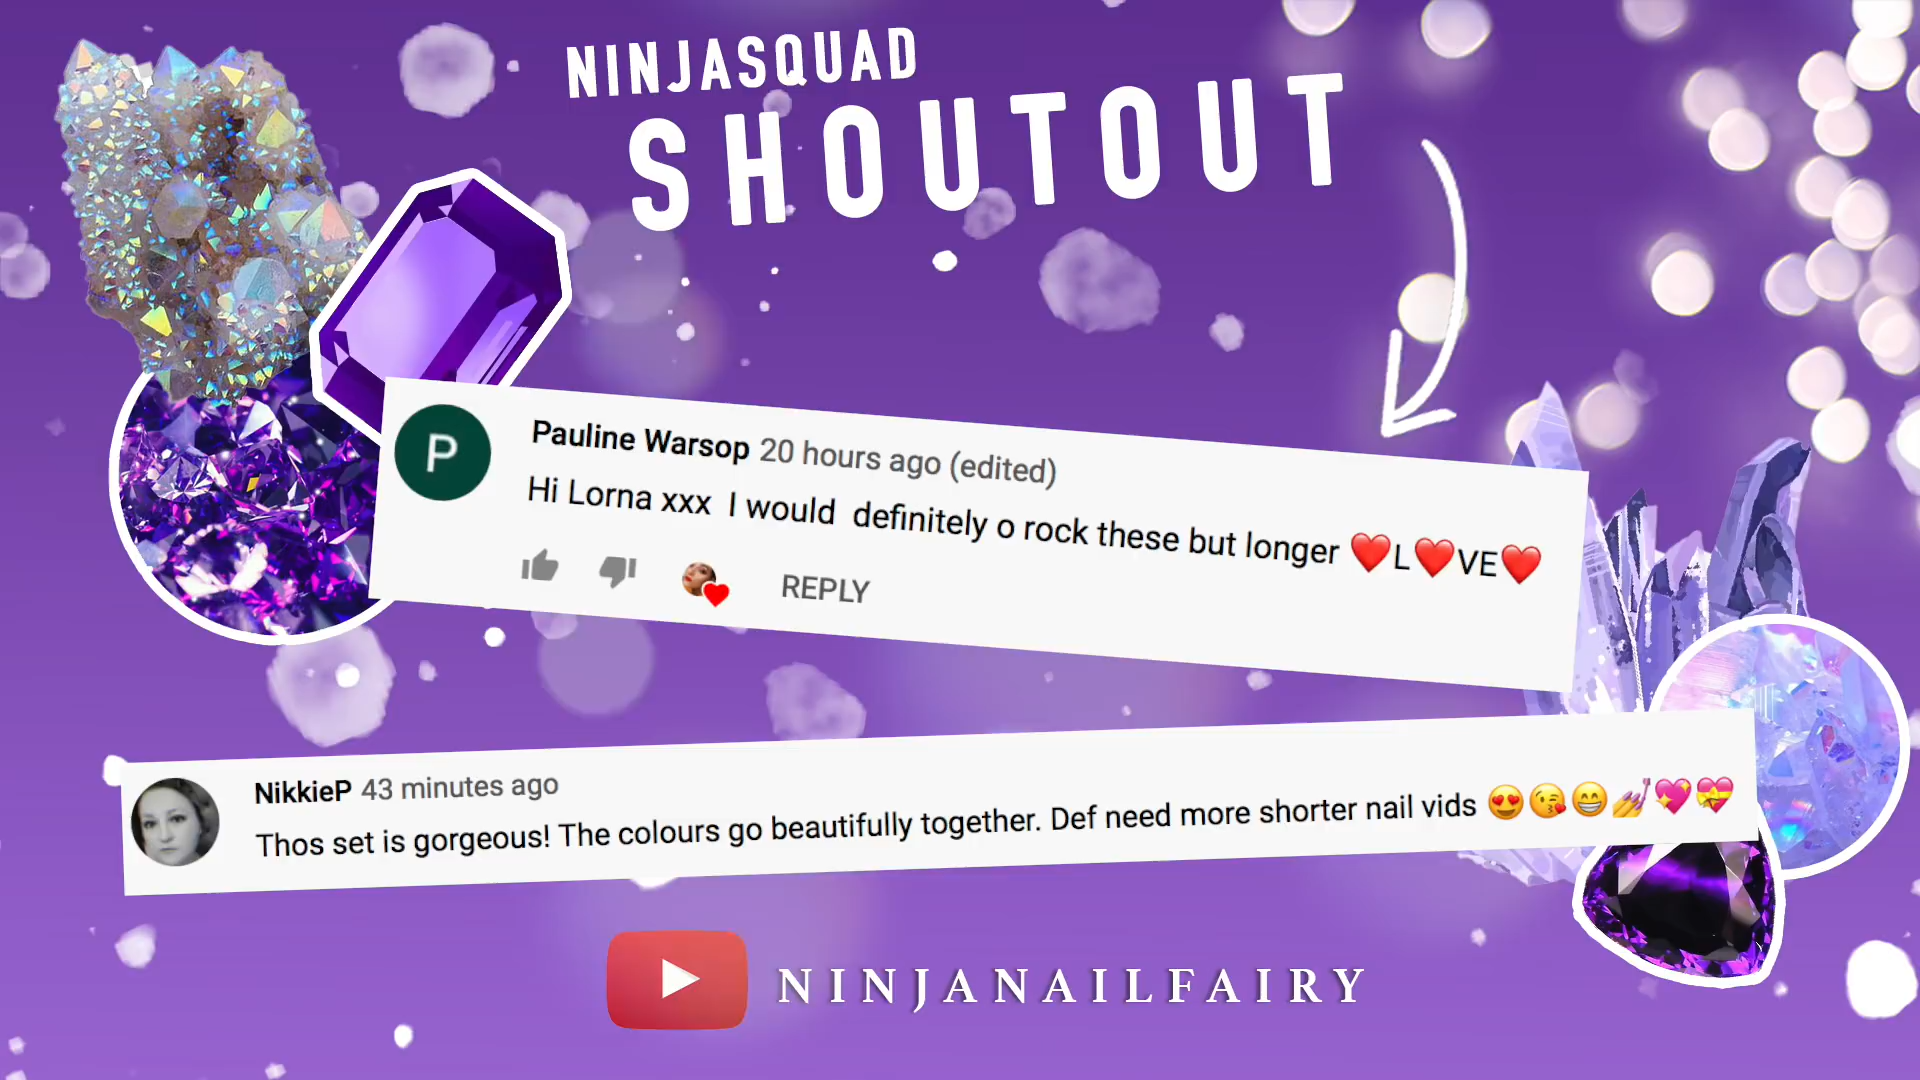 NINJASQUAD
SHOUTOUT
P
Pauline Warsop 20 hours ago (edited)
Hi Lorna xxx I would definitely o rock these but longer ❤️L❤️VE❤️
REPLY
NikkieP 43 minutes ago
Thos set is gorgeous! The colours go beautifully together. Def need more shorter nail vids 😍😘😁💅💖💝
NINJANAILFAIRY